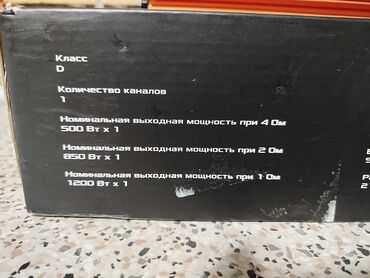 Класс
D
Количество каналов
1
Номинальная выходная мощность при 4 Ом
500 Вт x 1
Номинальная выходная мощность при 2 Ом
850 Вт x 1
Номинальная выходная мощность при 1 Ом
1200 Вт x 1